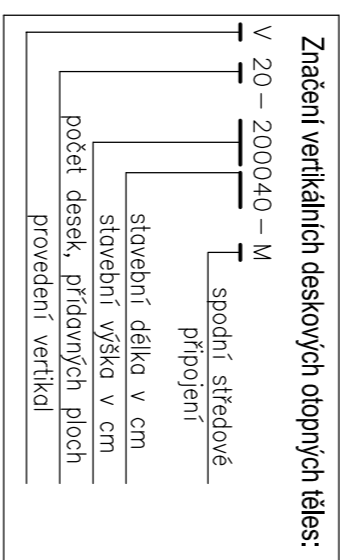 Značení vertikálních deskových otopných těles:
V 20 – 200040 – M
spodní středové
připojení
stavební délka v cm
stavební výška v cm
počet desek, přídavných ploch
provedení vertikal